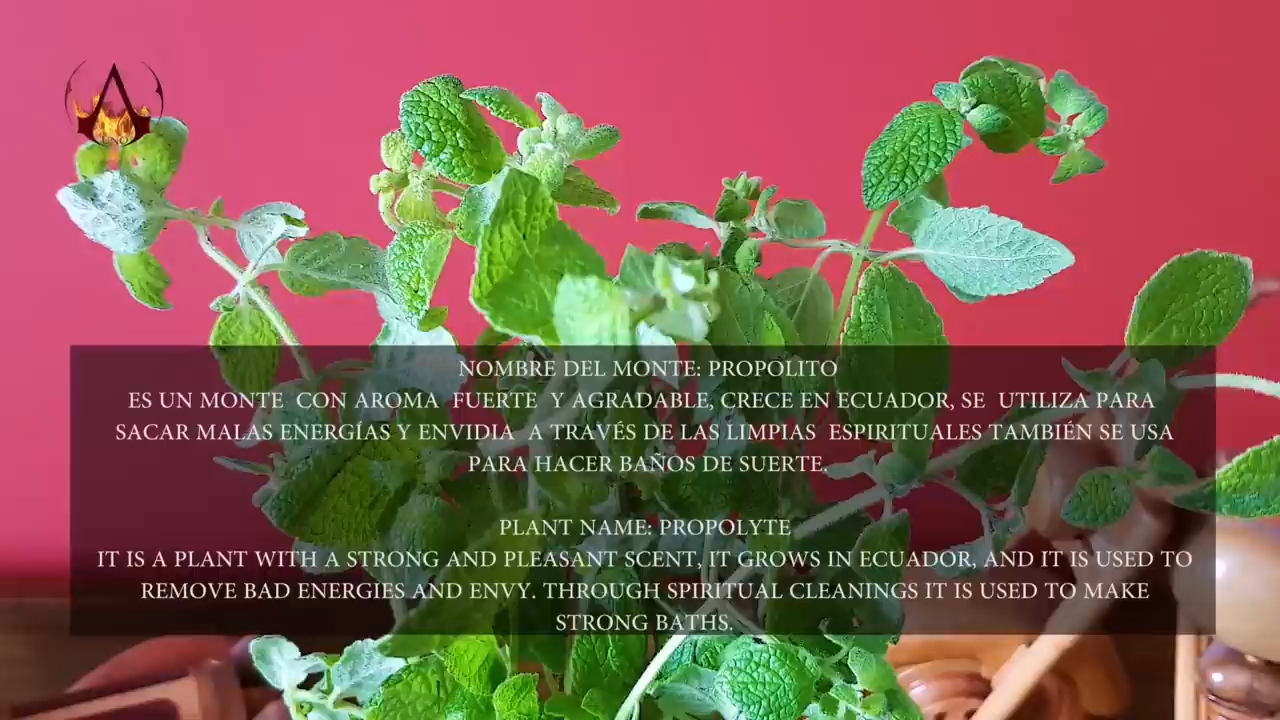 UNO
NOMBRE DEL MONTE: PROPOLITO
ES UN MONTE CON AROMA FUERTE Y AGRADABLE, CRECE EN ECUADOR, SE UTILIZA PARA
SACAR MALAS ENERGÍAS Y ENVIDIA A TRAVÉS DE LAS LIMPIAS ESPIRITUALES TAMBIÉN SE USA
PARA HACER BAÑOS DE SUERTE.
PLANT NAME: PROPOLYTE
IT IS A PLANT WITH A STRONG AND PLEASANT SCENT, IT GROWS IN ECUADOR, AND IT IS USED TO
REMOVE BAD ENERGIES AND ENVY. THROUGH SPIRITUAL CLEANINGS IT IS USED TO MAKE
STRONG BATHS.